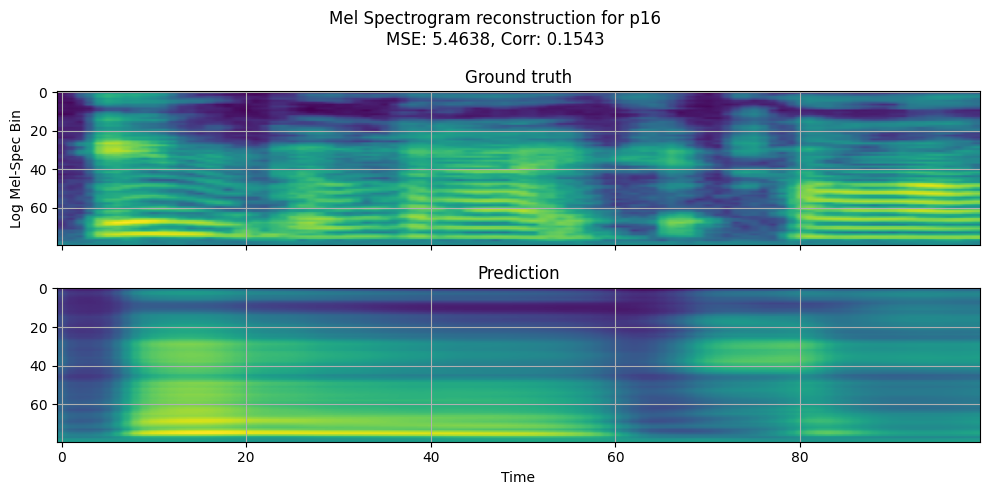 Mel Spectrogram reconstruction for p16
MSE: 5.4638, Corr: 0.1543
Ground truth
Log Mel-Spec Bin
0
20
40
60
Prediction
0
20
40
60
0 20 40 60 80
Time